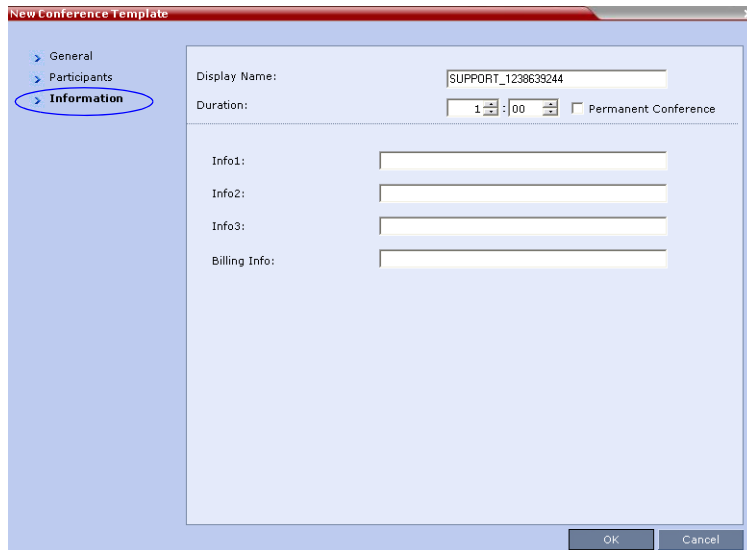 New Conference Template
General
Participants
Information
Display Name: SUPPORT_1238639244
Duration: 1 : 00 Permanent Conference
Info1:
Info2:
Info3:
Billing Info:
OK Cancel